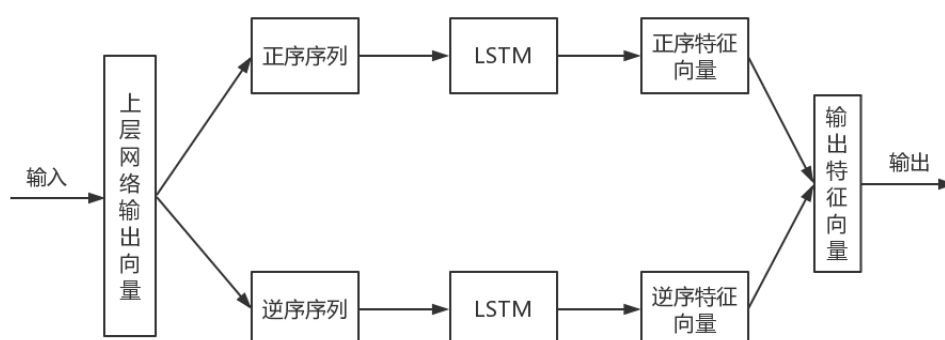 输入
上层网络输出向量
正序序列
LSTM
正序特征
向量
逆序序列
LSTM
逆序特征
向量
输出特征向量
输出